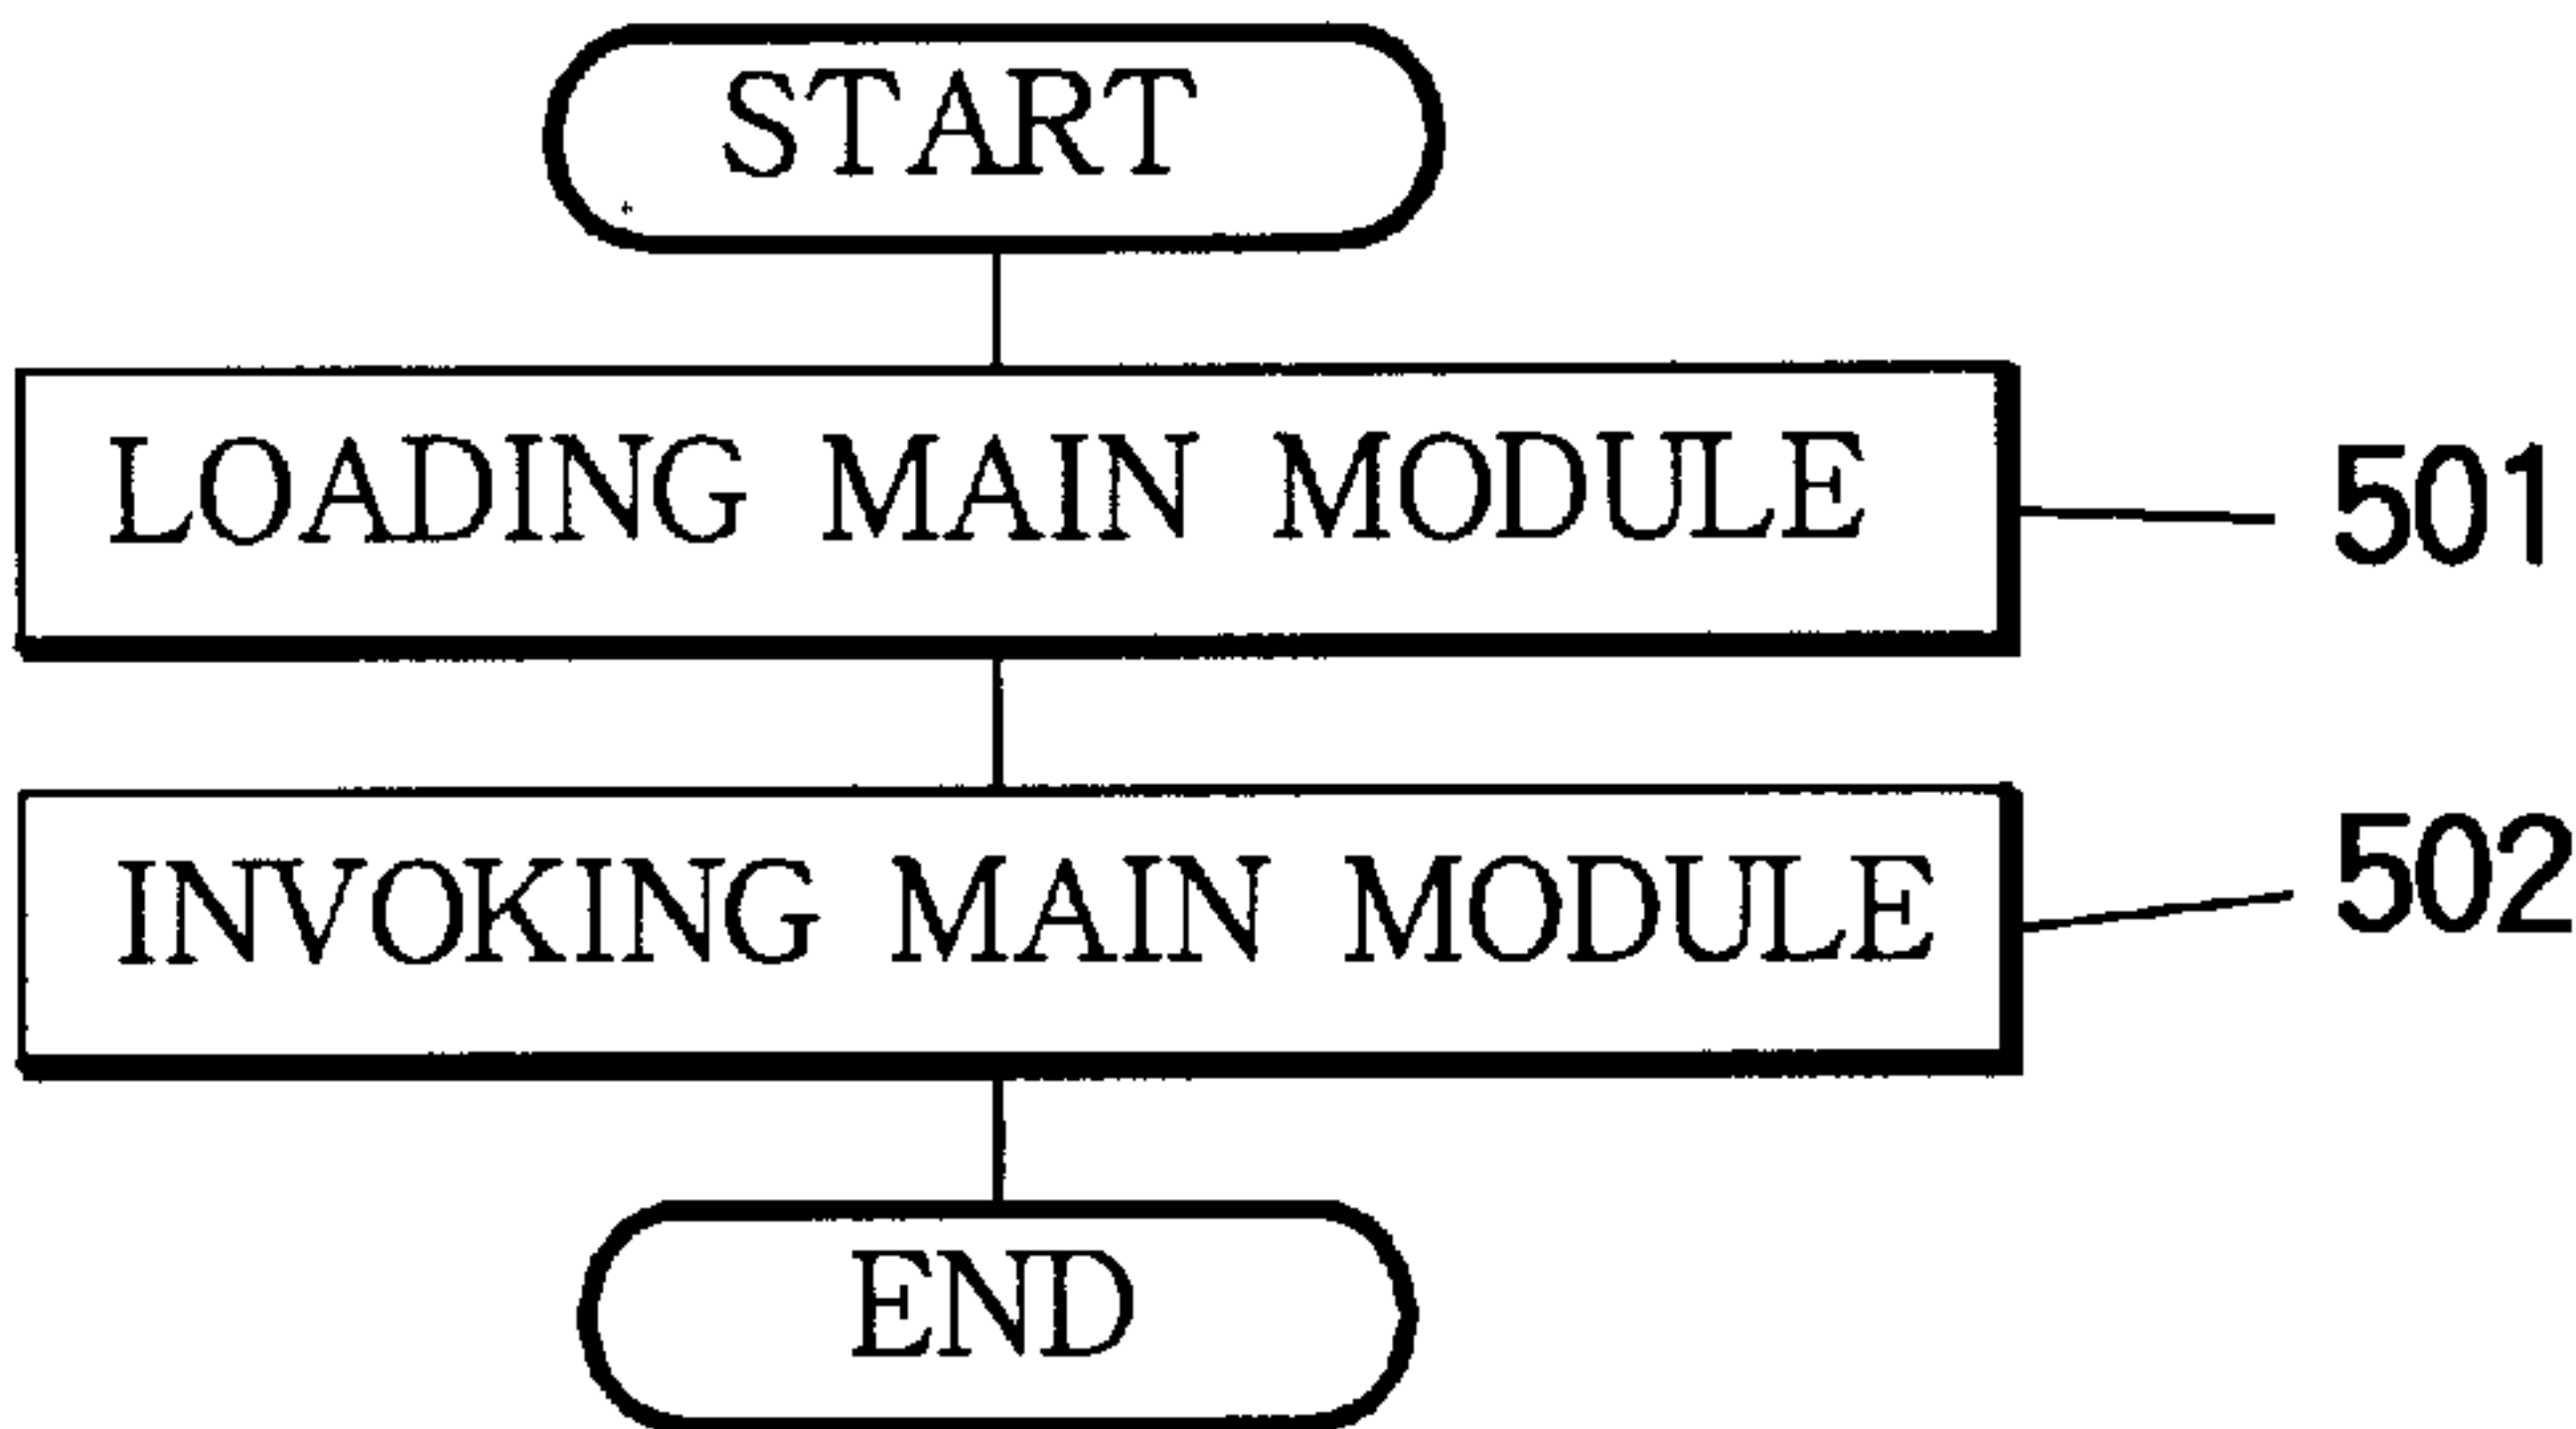 START
LOADING MAIN MODULE
501
INVOKING MAIN MODULE
502
END